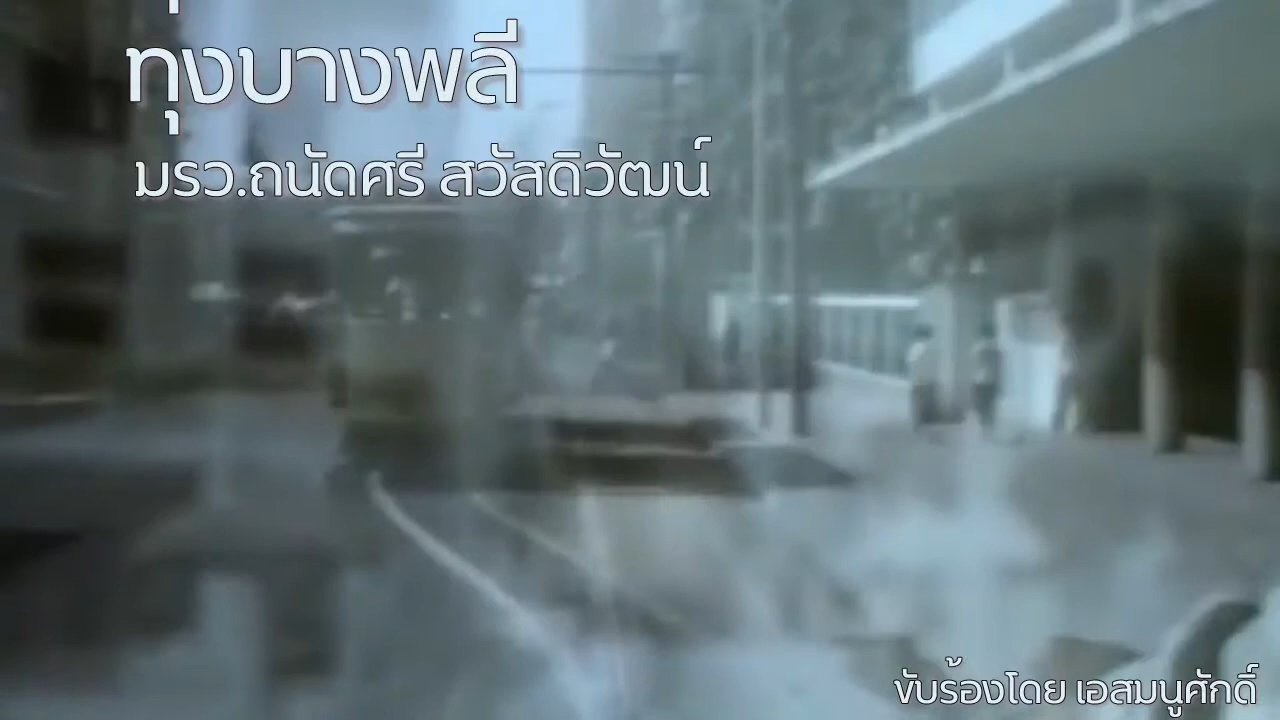 ทุงบางพลี
มรว.ถนัดศรี สวัสดิวัฒน์
ขับร้องโดย เอสมนูศักดิ์